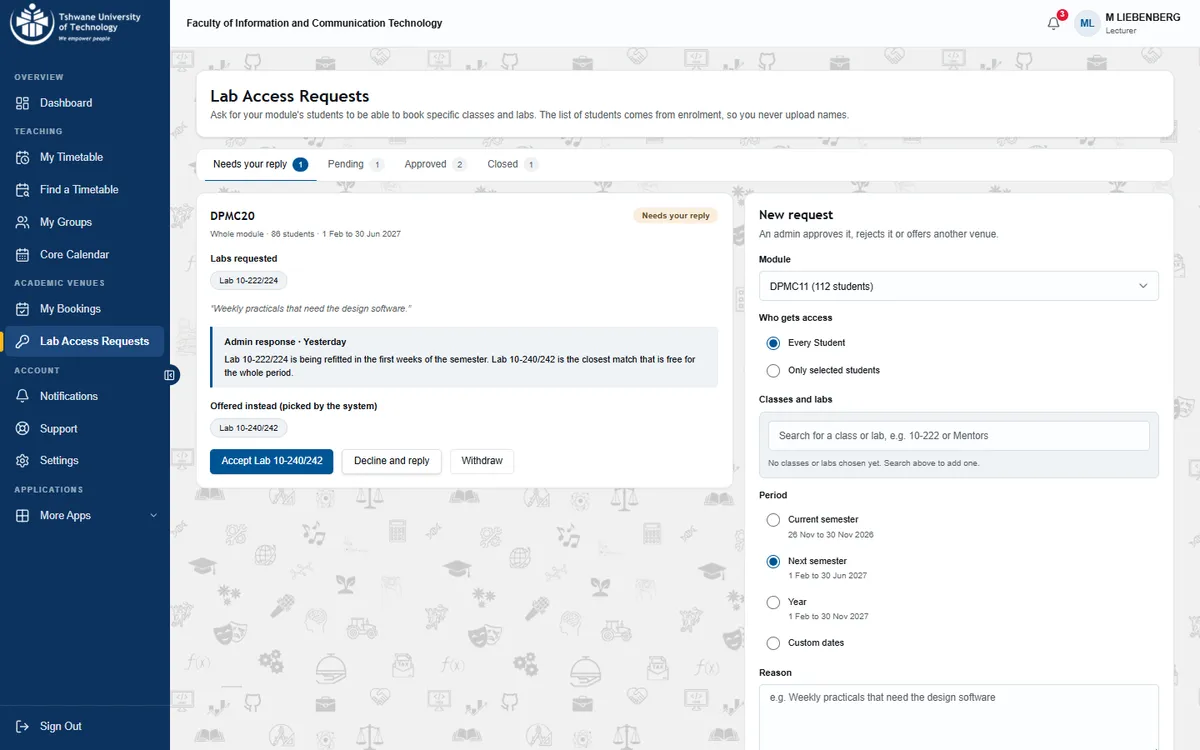 Tshwane University
of Technology
We empower people
Faculty of Information and Communication Technology
3
ML
M LIEBENBERG
Lecturer
OVERVIEW
Dashboard
TEACHING
My Timetable
Find a Timetable
My Groups
Core Calendar
ACADEMIC VENUES
My Bookings
Lab Access Requests
ACCOUNT
Notifications
Support
Settings
APPLICATIONS
More Apps
Sign Out
Lab Access Requests
Ask for your module's students to be able to book specific classes and labs. The list of students comes from enrolment, so you never upload names.
Needs your reply 1
Pending 1
Approved 2
Closed 1
DPMC20
Needs your reply
Whole module · 86 students · 1 Feb to 30 Jun 2027
Labs requested
Lab 10-222/224
"Weekly practicals that need the design software."
Admin response · Yesterday
Lab 10-222/224 is being refitted in the first weeks of the semester. Lab 10-240/242 is the closest match that is free for
the whole period.
Offered instead (picked by the system)
Lab 10-240/242
Accept Lab 10-240/242
Decline and reply
Withdraw
New request
An admin approves it, rejects it or offers another venue.
Module
DPMC11 (112 students)
Who gets access
Every Student
Only selected students
Classes and labs
Search for a class or lab, e.g. 10-222 or Mentors
No classes or labs chosen yet. Search above to add one.
Period
Current semester
26 Nov to 30 Nov 2026
Next semester
1 Feb to 30 Jun 2027
Year
1 Feb to 30 Nov 2027
Custom dates
Reason
e.g. Weekly practicals that need the design software